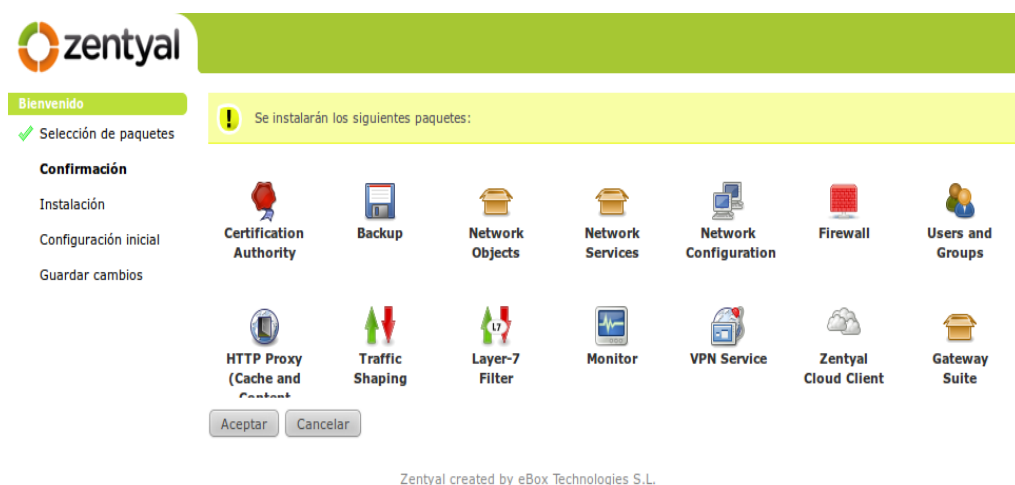 zentyal
Bienvenido
Selección de paquetes
Confirmación
Instalación
Configuración inicial
Guardar cambios
Se instalarán los siguientes paquetes:
Certification
Authority
Backup
Network
Objects
Network
Services
Network
Configuration
Firewall
Users and
Groups
HTTP Proxy
(Cache and
Content
Traffic
Shaping
L7
Layer-7
Filter
Monitor
VPN Service
Zentyal
Cloud Client
Gateway
Suite
Aceptar
Cancelar
Zentyal created by eBox Technologies S.L.